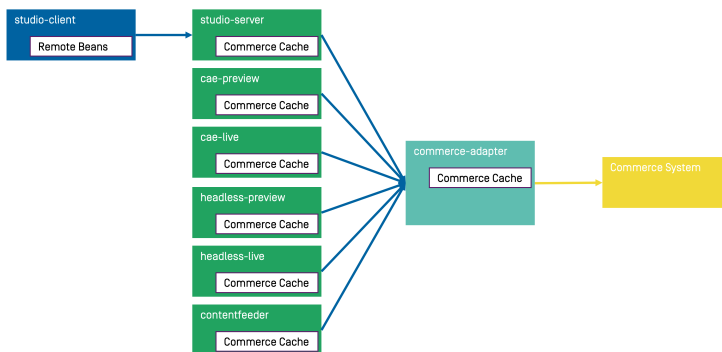 studio-client
Remote Beans
studio-server
Commerce Cache
cae-preview
Commerce Cache
cae-live
Commerce Cache
headless-preview
Commerce Cache
headless-live
Commerce Cache
contentfeeder
Commerce Cache
commerce-adapter
Commerce Cache
Commerce System